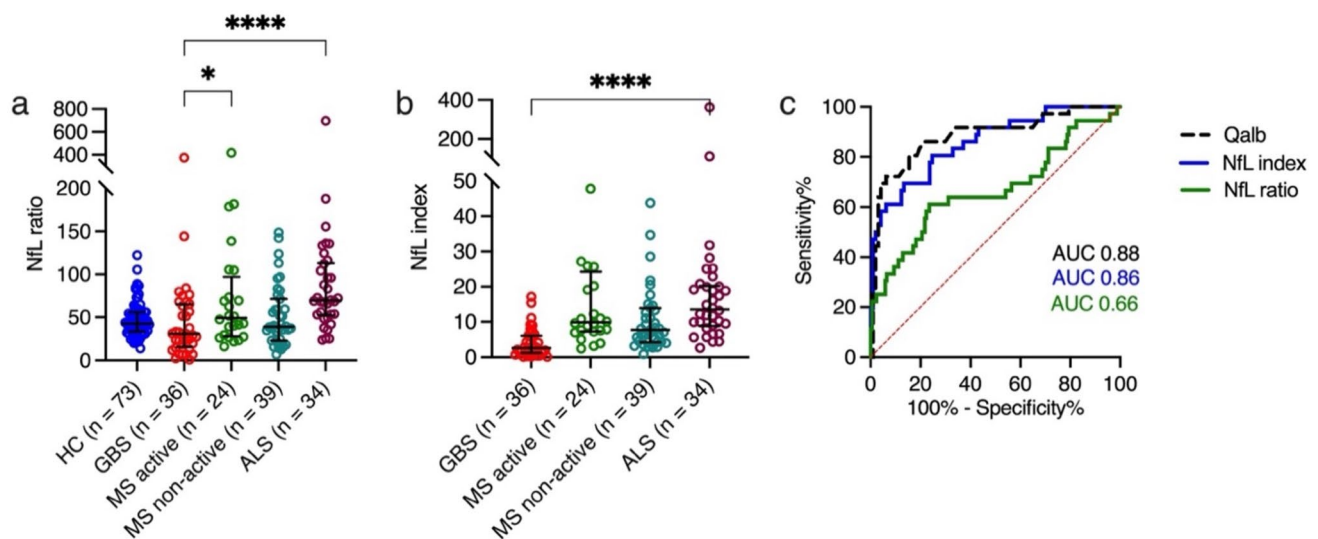 a
****
*
NfL ratio
800
600
400
200
150
100
50
0
HC (n = 73)
GBS (n = 36)
MS active (n = 24)
MS non-active (n = 39)
ALS (n = 34)
b
****
NfL index
400
200
50
40
30
20
10
0
GBS (n = 36)
MS active (n = 24)
MS non-active (n = 39)
ALS (n = 34)
c
Sensitivity%
100
80
60
40
20
0
0 20 40 60 80 100
100% - Specificity%
AUC 0.88
AUC 0.86
AUC 0.66
Qalb
NfL index
NfL ratio